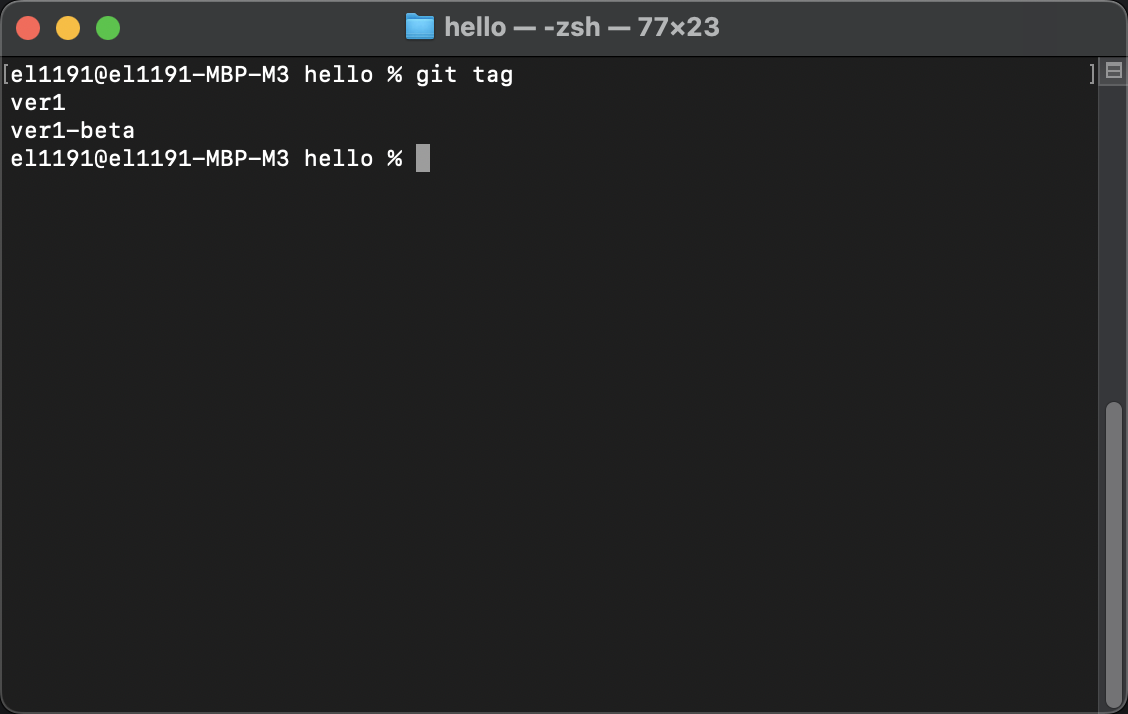 hello — -zsh — 77×23
[el1191@el1191-MBP-M3 hello % git tag ]
ver1
ver1-beta
el1191@el1191-MBP-M3 hello %